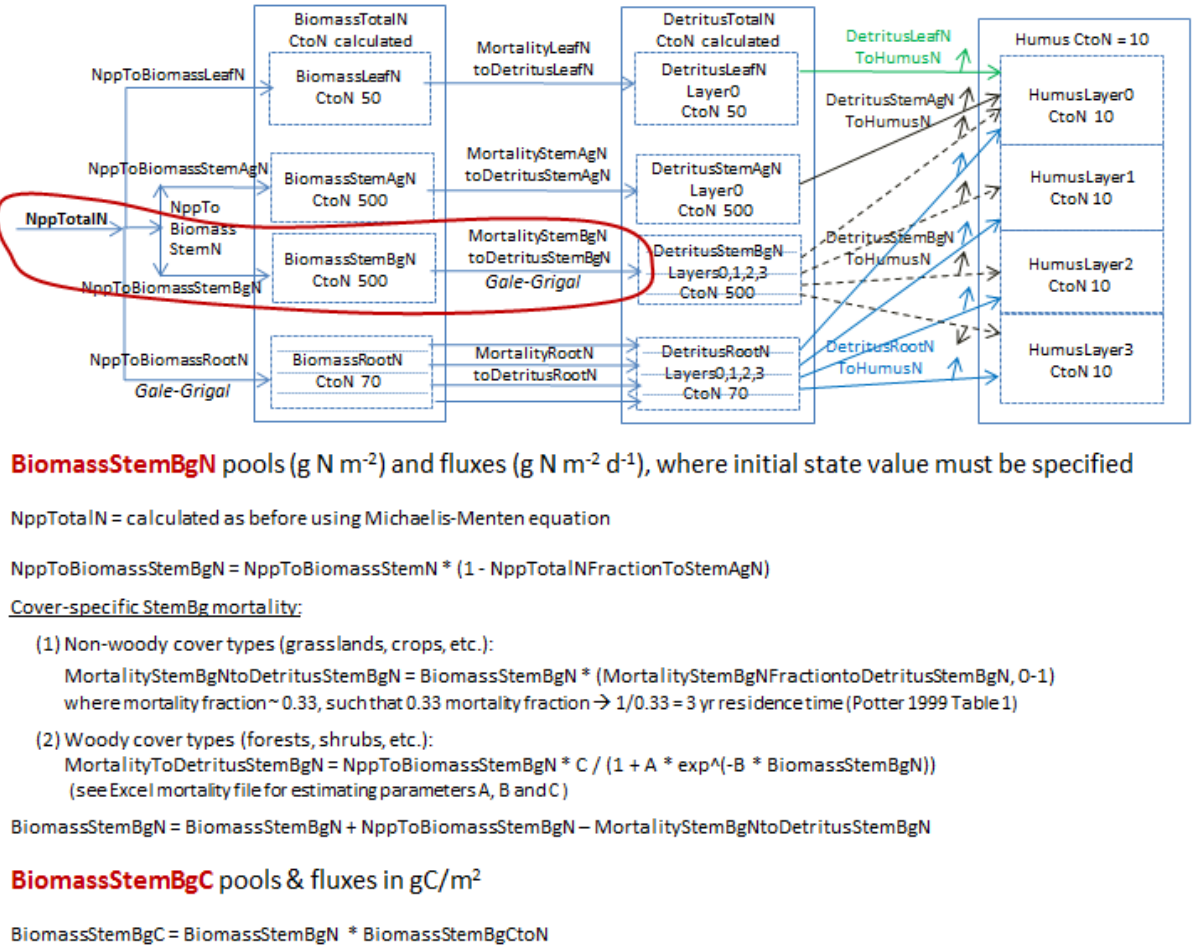 BiomassTotalN
CtoN calculated
DetritusTotalN
CtoN calculated
Humus CtoN = 10
NppToBiomassLeafN
BiomassLeafN
CtoN 50
MortalityLeafN
toDetritusLeafN
DetritusLeafN
Layer0
CtoN 50
DetritusLeafN
ToHumusN
HumusLayer0
CtoN 10
NppToBiomassStemAgN
BiomassStemAgN
CtoN 500
MortalityStemAgN
toDetritusStemAgN
DetritusStemAgN
Layer0
CtoN 500
DetritusStemAgN
ToHumusN
HumusLayer1
CtoN 10
NppTotalN
NppTo
Biomass
StemN
NppToBiomassStemBgN
BiomassStemBgN
CtoN 500
MortalityStemBgN
toDetritusStemBgN
Gale-Grigal
DetritusStemBgN
Layers0,1,2,3
CtoN 500
DetritusStemBgN
ToHumusN
HumusLayer2
CtoN 10
NppToBiomassRootN
Gale-Grigal
BiomassRootN
CtoN 70
MortalityRootN
toDetritusRootN
DetritusRootN
Layers0,1,2,3
CtoN 70
DetritusRootN
ToHumusN
HumusLayer3
CtoN 10
BiomassStemBgN pools (g N m-2) and fluxes (g N m-2 d-1), where initial state value must be specified
NppTotalN = calculated as before using Michaelis-Menten equation
NppToBiomassStemBgN = NppToBiomassStemN * (1 - NppTotalNFractionToStemAgN)
Cover-specific StemBg mortality:
(1) Non-woody cover types (grasslands, crops, etc.):
MortalityStemBgNtoDetritusStemBgN = BiomassStemBgN * (MortalityStemBgNFractiontoDetritusStemBgN, 0-1)
where mortality fraction ~ 0.33, such that 0.33 mortality fraction → 1/0.33 = 3 yr residence time (Potter 1999 Table 1)
(2) Woody cover types (forests, shrubs, etc.):
MortalityToDetritusStemBgN = NppToBiomassStemBgN * C / (1 + A * exp^(-B * BiomassStemBgN))
(see Excel mortality file for estimating parameters A, B and C )
BiomassStemBgN = BiomassStemBgN + NppToBiomassStemBgN – MortalityStemBgNtoDetritusStemBgN
BiomassStemBgC pools & fluxes in gC/m2
BiomassStemBgC = BiomassStemBgN * BiomassStemBgCtoN